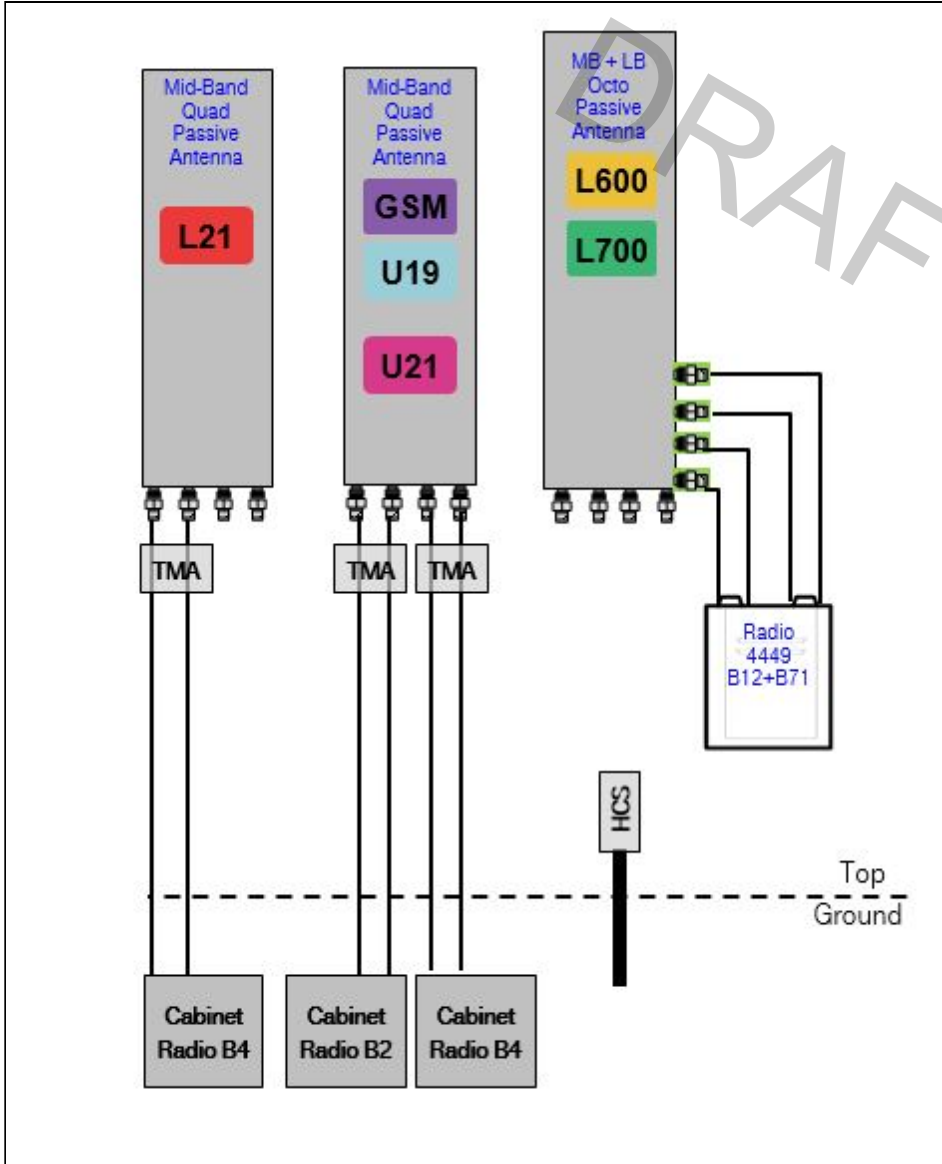 Mid-Band
Quad
Passive
Antenna
L21
Mid-Band
Quad
Passive
Antenna
GSM
U19
U21
MB + LB
Octo
Passive
Antenna
L600
L700
DRAF
TMA
TMA
TMA
Radio
4449
B12+B71
HCS
Top
Ground
Cabinet
Radio B4
Cabinet
Radio B2
Cabinet
Radio B4